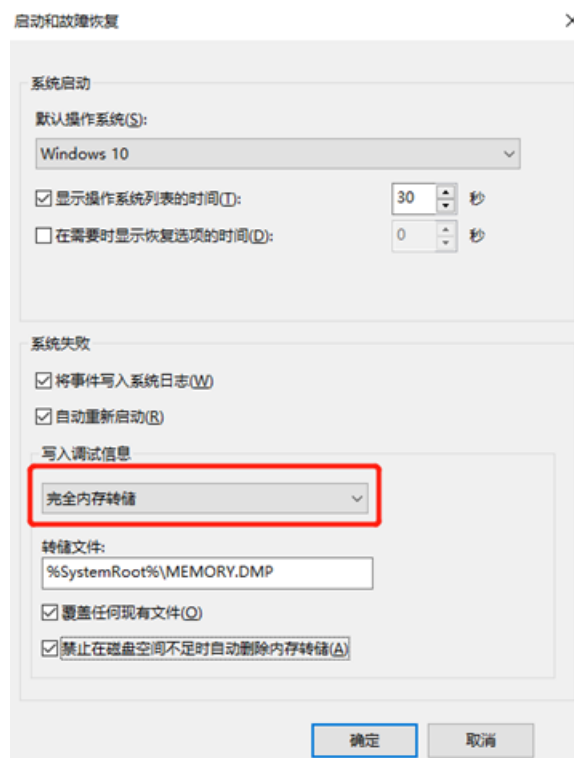 启动和故障恢复
系统启动
默认操作系统(S):
Windows 10
显示操作系统列表的时间(T): 30 秒
在需要时显示恢复选项的时间(D): 0 秒
系统失败
将事件写入系统日志(W)
自动重新启动(R)
写入调试信息
完全内存转储
转储文件:
%SystemRoot%\MEMORY.DMP
覆盖任何现有文件(O)
禁止在磁盘空间不足时自动删除内存转储(A)
确定 取消